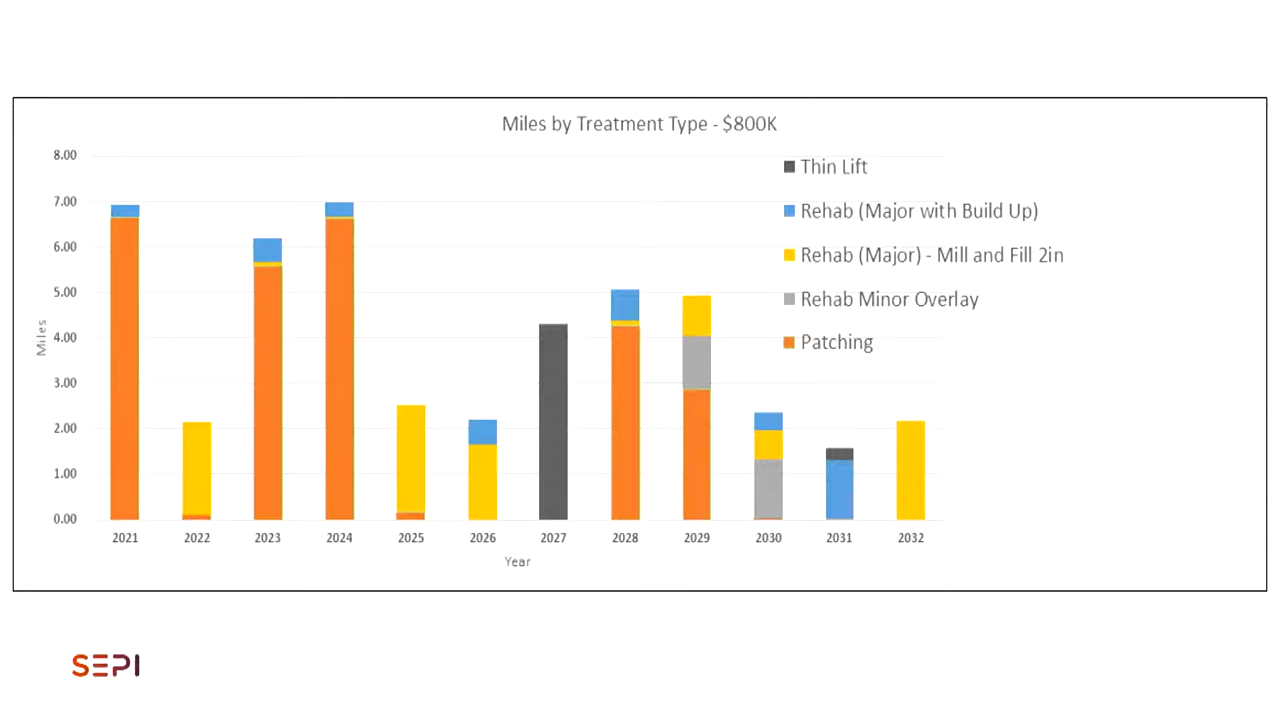 Miles by Treatment Type - $800K
8.00
7.00
6.00
5.00
4.00
3.00
2.00
1.00
0.00
Miles
Thin Lift
Rehab (Major with Build Up)
Rehab (Major) - Mill and Fill 2in
Rehab Minor Overlay
Patching
2021 2022 2023 2024 2025 2026 2027 2028 2029 2030 2031 2032
Year
SEPI